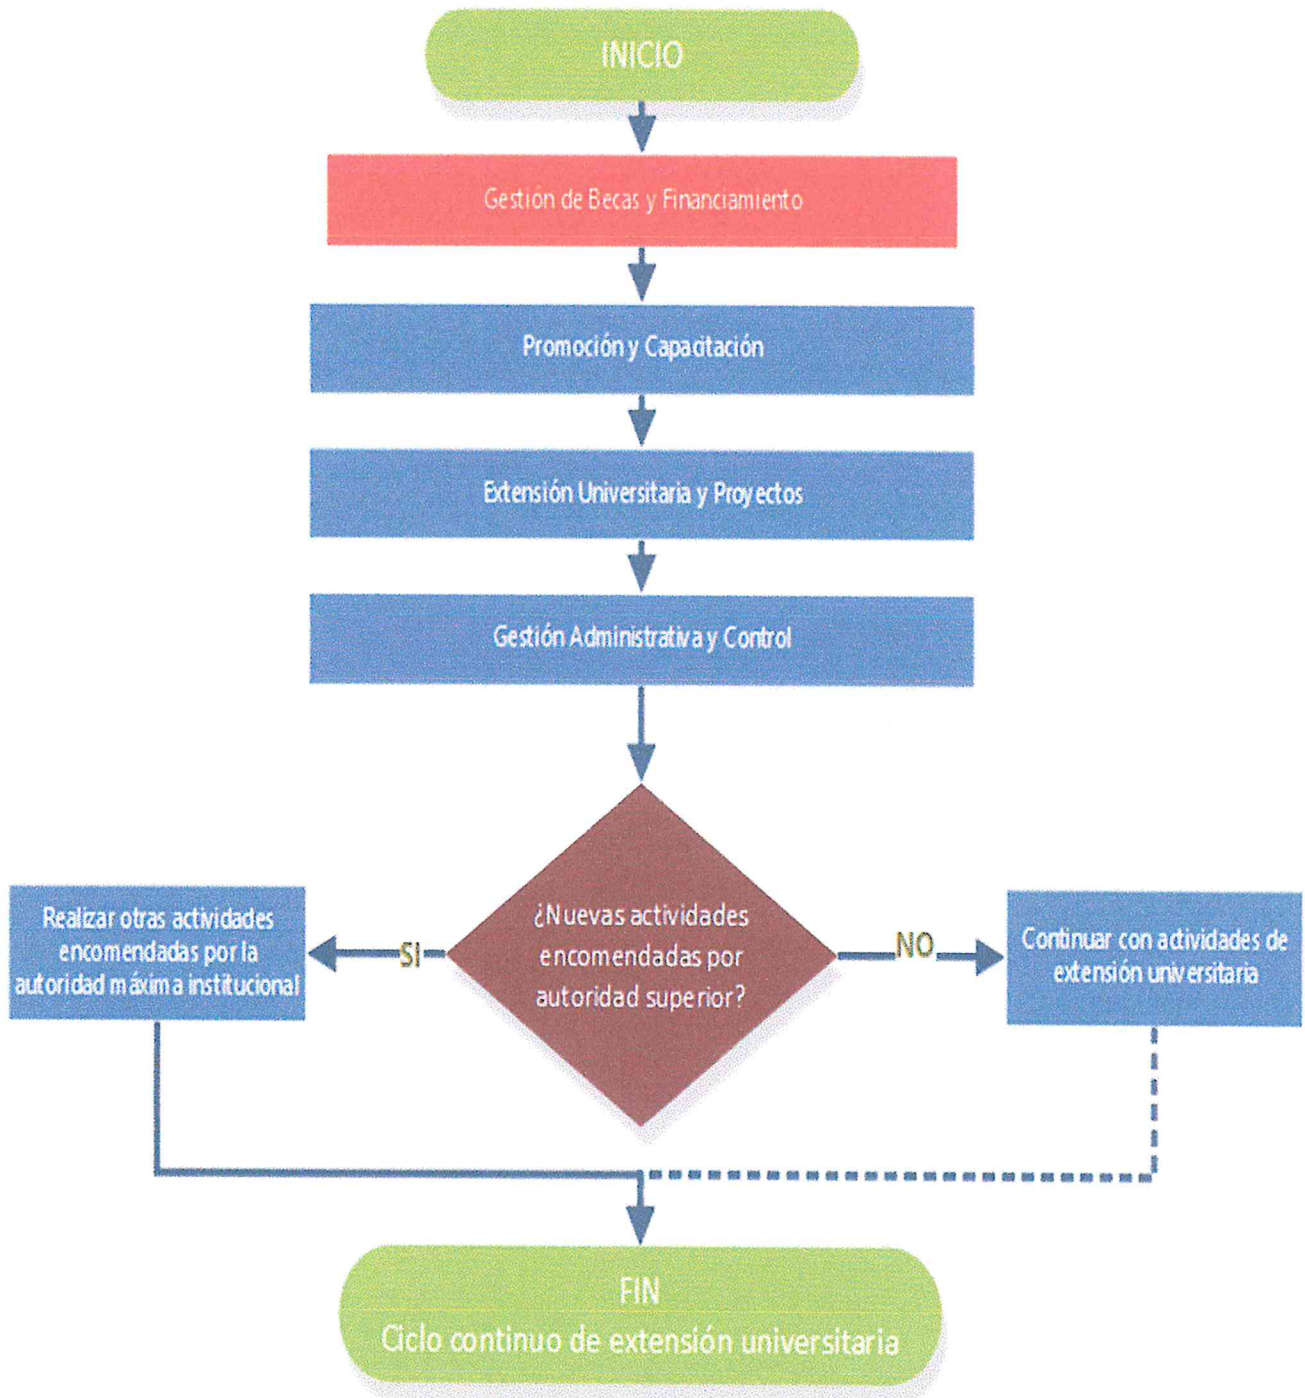 INICIO
Gestión de Becas y Financiamiento
Promoción y Capacitación
Extensión Universitaria y Proyectos
Gestión Administrativa y Control
¿Nuevas actividades
encomendadas por
autoridad superior?
SI
NO
Realizar otras actividades
encomendadas por la
autoridad máxima institucional
Continuar con actividades de
extensión universitaria
FIN
Ciclo continuo de extensión universitaria